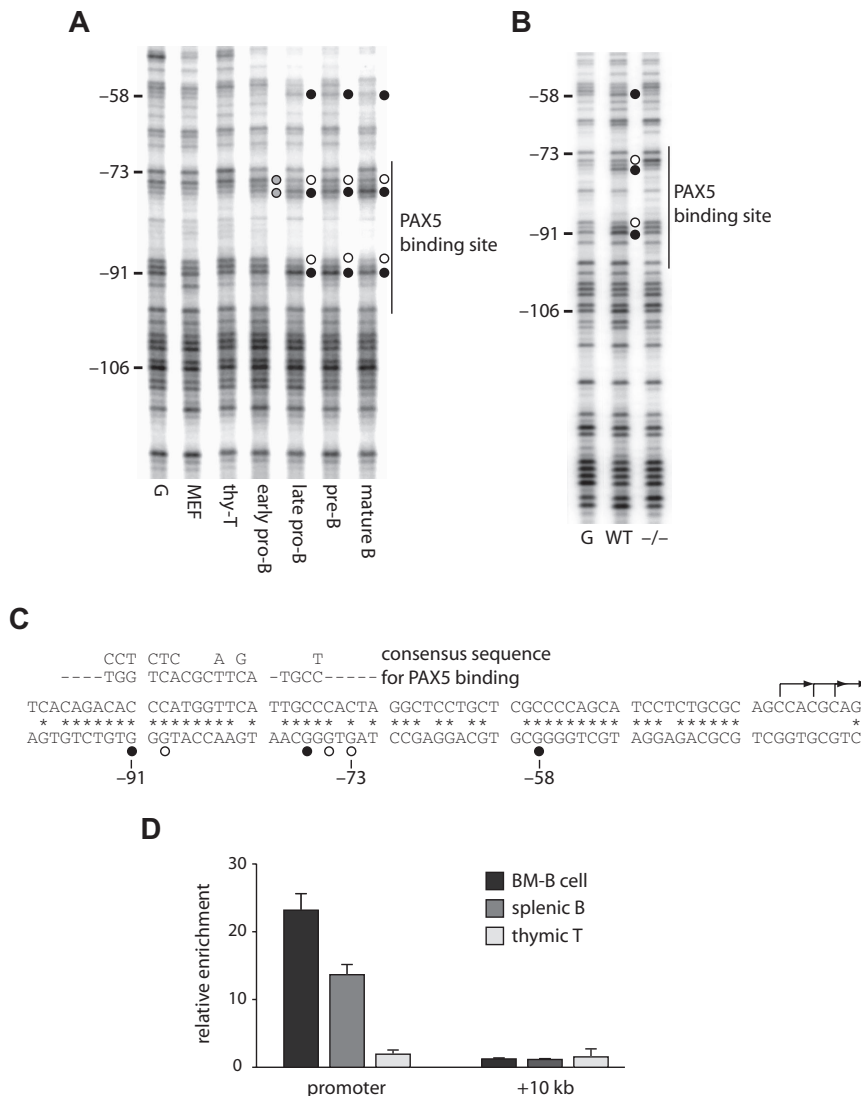 A
B
–58
–73
–91
–106
PAX5
binding site
G
MEF
thy-T
early pro-B
late pro-B
pre-B
mature B
–58
–73
–91
–106
PAX5
binding site
G WT –/–
C
CCT CTC A G T
----TGG TCACGCTTCA -TGCC-----
consensus sequence
for PAX5 binding
TCACAGACAC CCATGGTTCA TTGCCCACTA GGCTCCTGCT CGCCCCAGCA TCCTCTGCGC AGCCACGCAG
AGTGTCTGTG GGTACCAAGT AACGGGTGAT CCGAGGACGT GCGGGGTCGT AGGAGACGCG TCGGTGCGTC
–91
–73
–58
D
30
20
10
0
relative enrichment
BM-B cell
splenic B
thymic T
promoter
+10 kb